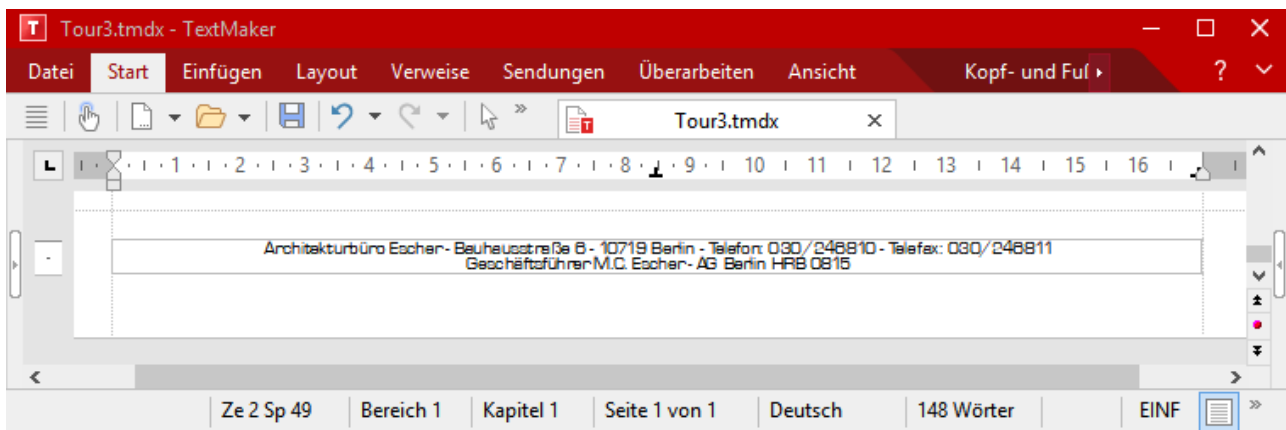 T Tour3.tmdx - TextMaker
Datei Start Einfügen Layout Verweise Sendungen Überarbeiten Ansicht Kopf- und Fuß ?
T Tour3.tmdx
L 1 2 3 4 5 6 7 8 9 10 11 12 13 14 15 16
Architekturbüro Escher - Bauhausstraße 6 - 10719 Berlin - Telefon: 030/246810 - Telefax: 030/246811
Geschäftsführer M.C. Escher - AG Berlin HRB 0815
Ze 2 Sp 49 Bereich 1 Kapitel 1 Seite 1 von 1 Deutsch 148 Wörter EINF